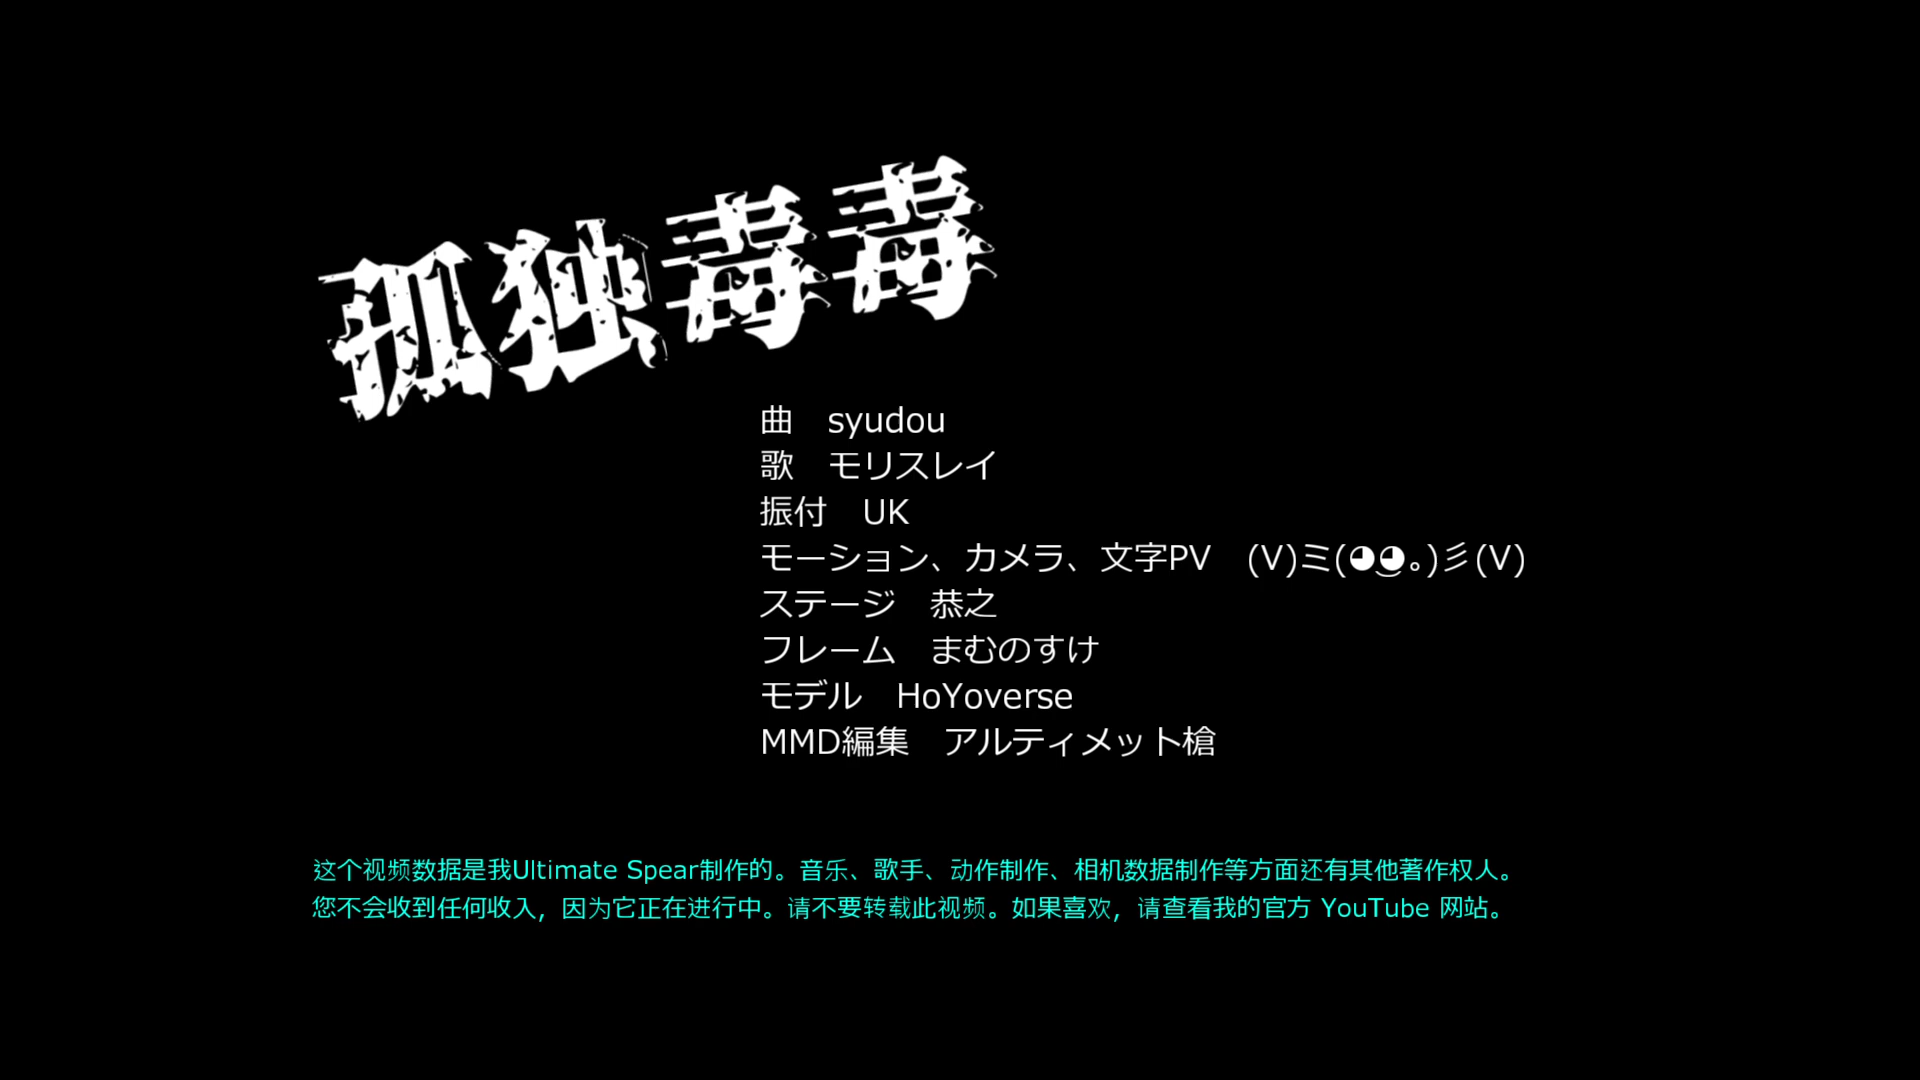 孤独毒毒
曲　syudou
歌　モリスレイ
振付　UK
モーション、カメラ、文字PV　(V)ミ(◕‿◕｡)彡(V)
ステージ　恭之
フレーム　まむのすけ
モデル　HoYoverse
MMD編集　アルティメット槍
这个视频数据是我Ultimate Spear制作的。音乐、歌手、动作制作、相机数据制作等方面还有其他著作权人。
您不会收到任何收入，因为它正在进行中。请不要转载此视频。如果喜欢，请查看我的官方 YouTube 网站。